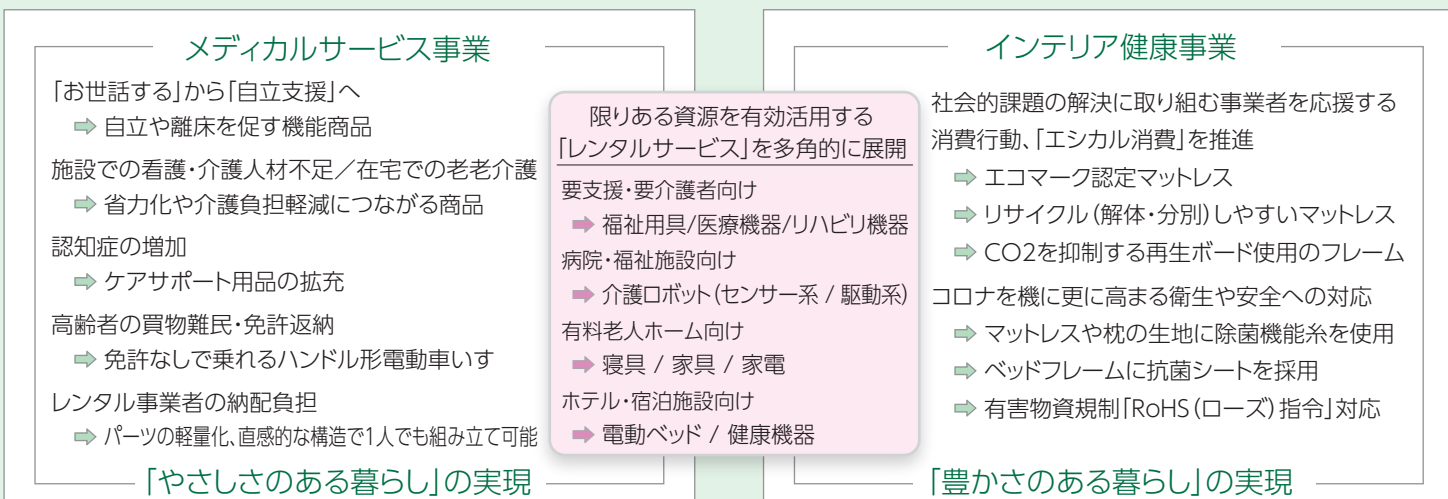 メディカルサービス事業
「お世話する」から「自立支援」へ
⇨ 自立や離床を促す機能商品
施設での看護・介護人材不足／在宅での老老介護
⇨ 省力化や介護負担軽減につながる商品
認知症の増加
⇨ ケアサポート用品の拡充
高齢者の買物難民・免許返納
⇨ 免許なしで乗れるハンドル形電動車いす
レンタル事業者の納配負担
⇨ パーツの軽量化、直感的な構造で1人でも組み立て可能
「やさしさのある暮らし」の実現
限りある資源を有効活用する
「レンタルサービス」を多角的に展開
要支援・要介護者向け
➡ 福祉用具/医療機器/リハビリ機器
病院・福祉施設向け
➡ 介護ロボット（センサー系 / 駆動系）
有料老人ホーム向け
➡ 寝具 / 家具 / 家電
ホテル・宿泊施設向け
➡ 電動ベッド / 健康機器
インテリア健康事業
社会的課題の解決に取り組む事業者を応援する
消費行動、「エシカル消費」を推進
⇨ エコマーク認定マットレス
⇨ リサイクル（解体・分別）しやすいマットレス
⇨ CO2を抑制する再生ボード使用のフレーム
コロナを機に更に高まる衛生や安全への対応
⇨ マットレスや枕の生地に除菌機能糸を使用
⇨ ベッドフレームに抗菌シートを採用
⇨ 有害物資規制「RoHS（ローズ）指令」対応
「豊かさのある暮らし」の実現